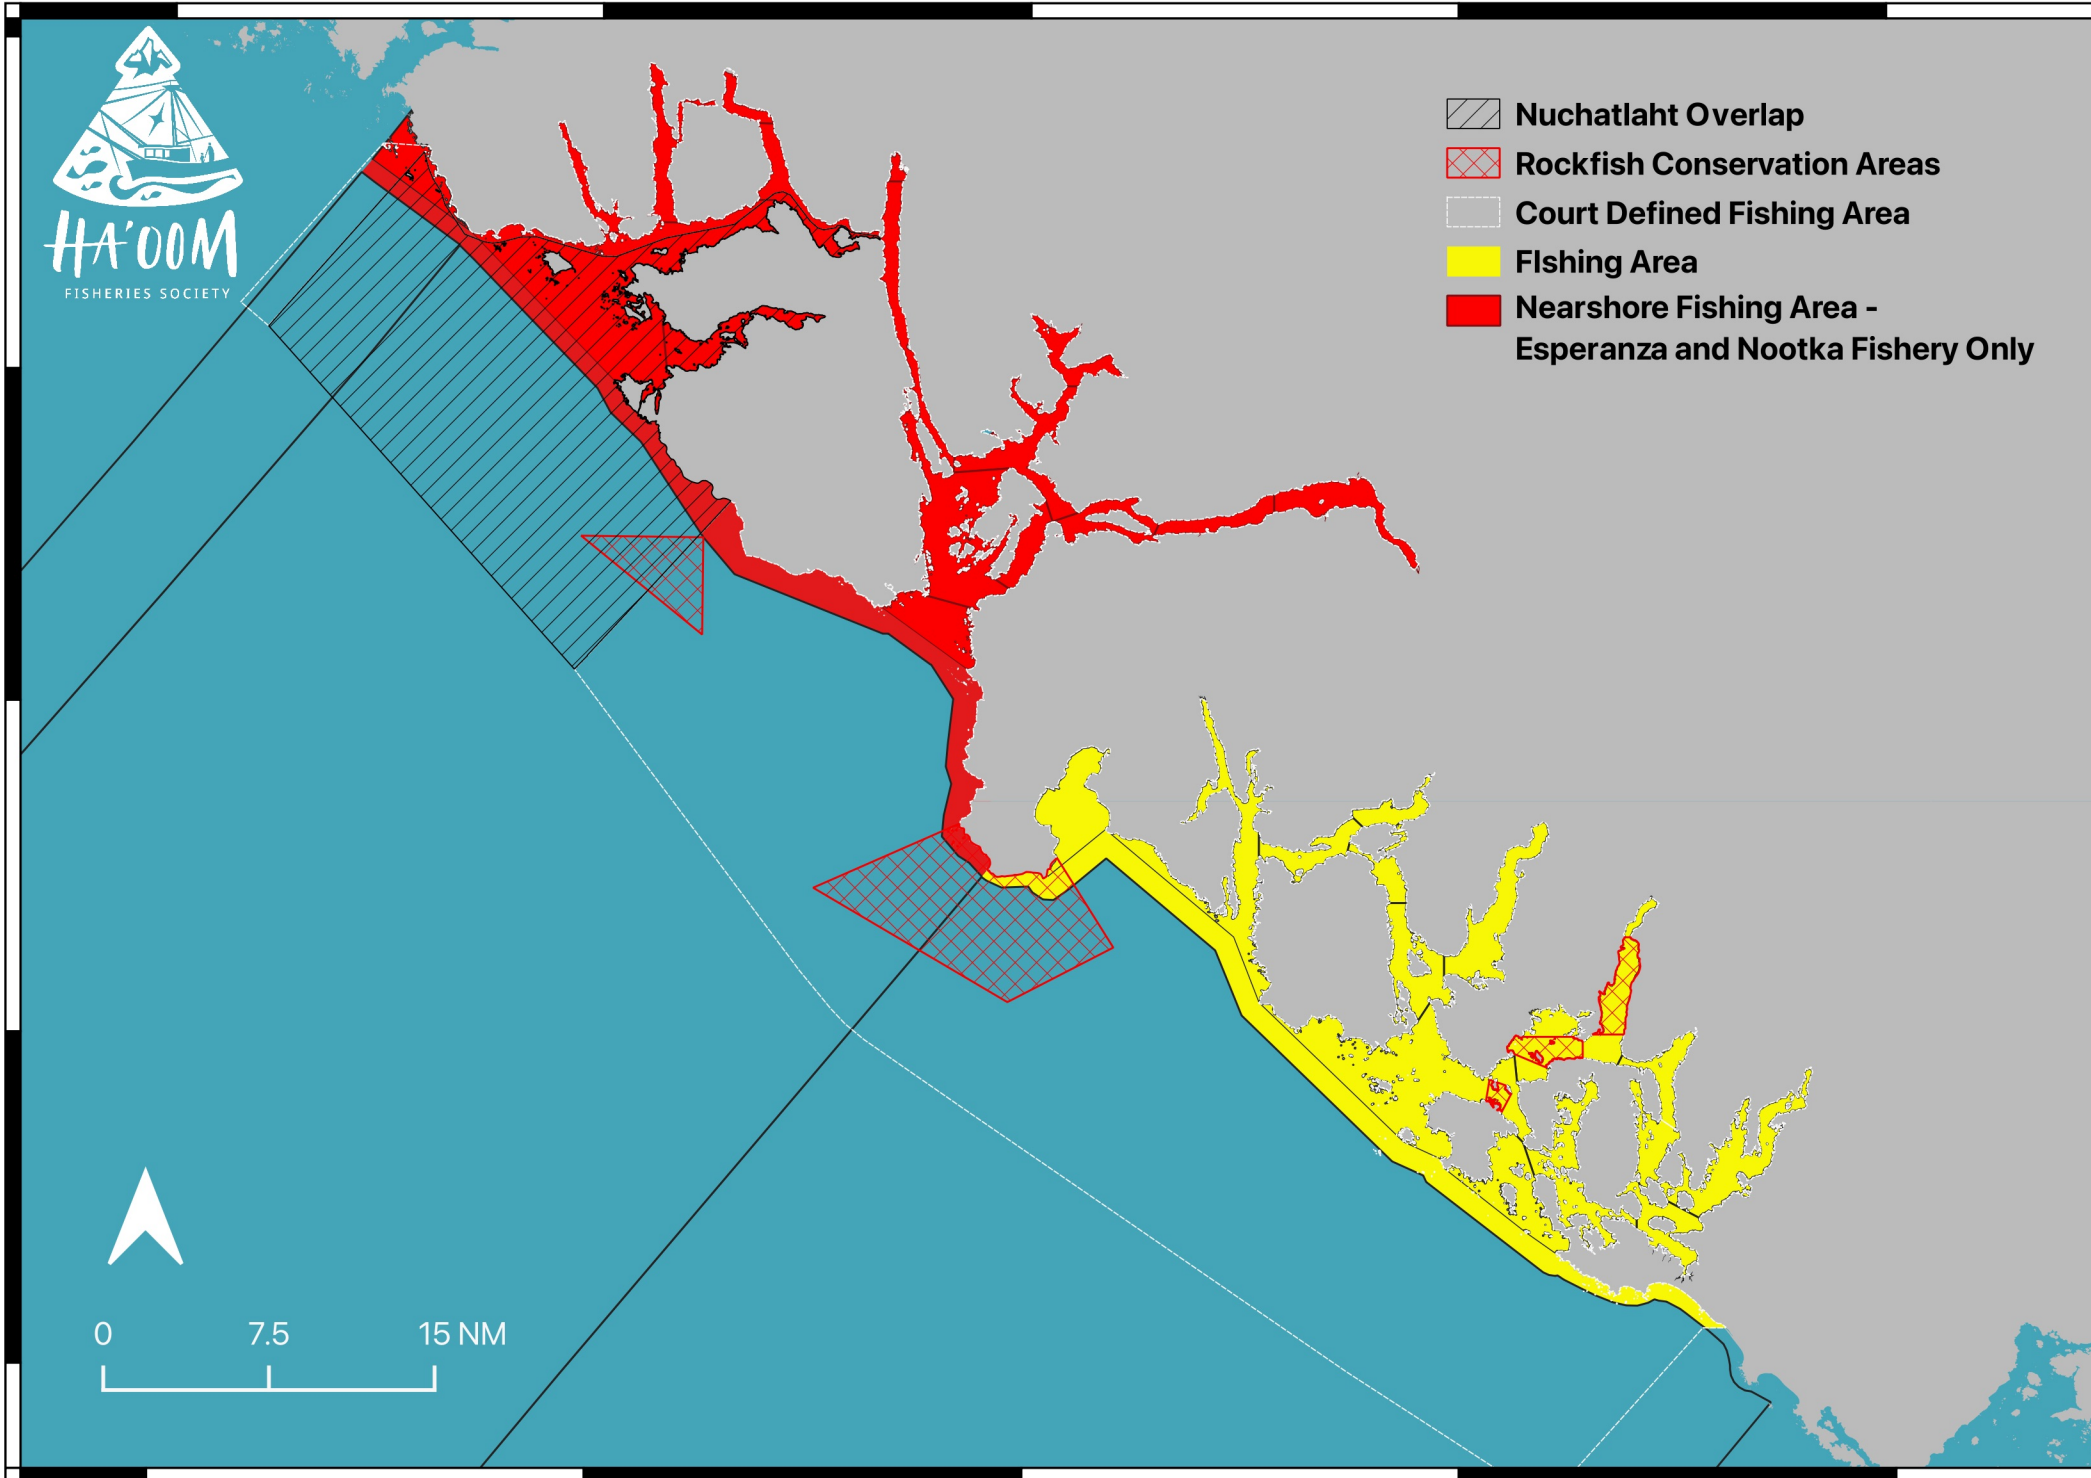 HA'OOM
FISHERIES SOCIETY
Nuchatlaht Overlap
Rockfish Conservation Areas
Court Defined Fishing Area
FIshing Area
Nearshore Fishing Area -
Esperanza and Nootka Fishery Only
0 7.5 15 NM